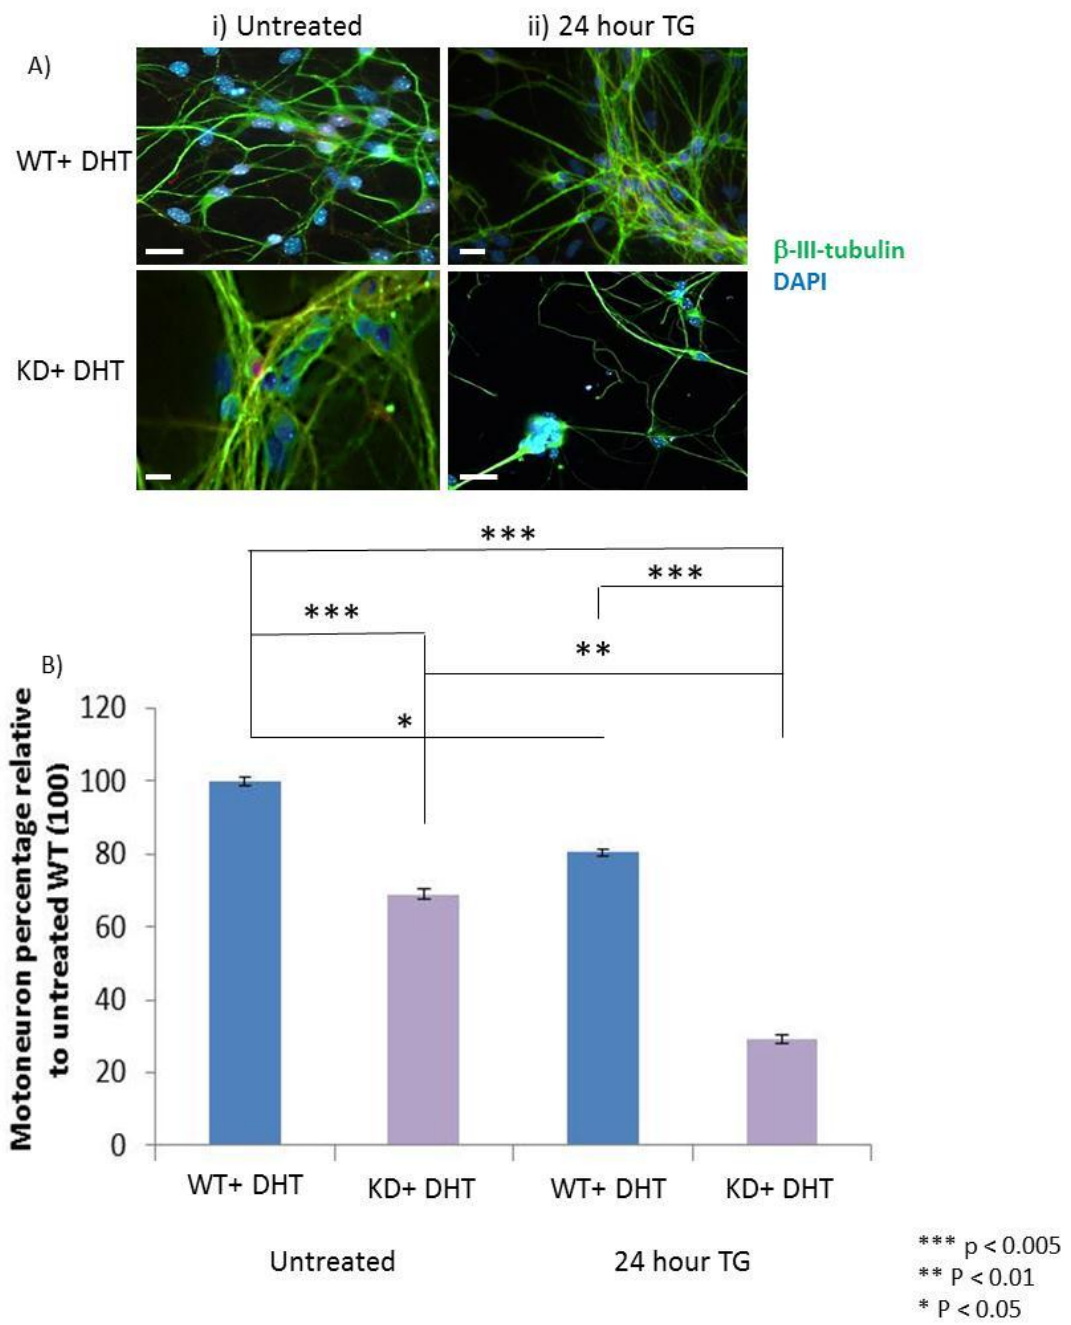 i) Untreated
ii) 24 hour TG
A)
WT+ DHT
β-III-tubulin
DAPI
KD+ DHT
***
***
***
**
B)
*
Motoneuron percentage relative
to untreated WT (100)
120
100
80
60
40
20
0
WT+ DHT
KD+ DHT
WT+ DHT
KD+ DHT
Untreated
24 hour TG
*** p < 0.005
** P < 0.01
* P < 0.05